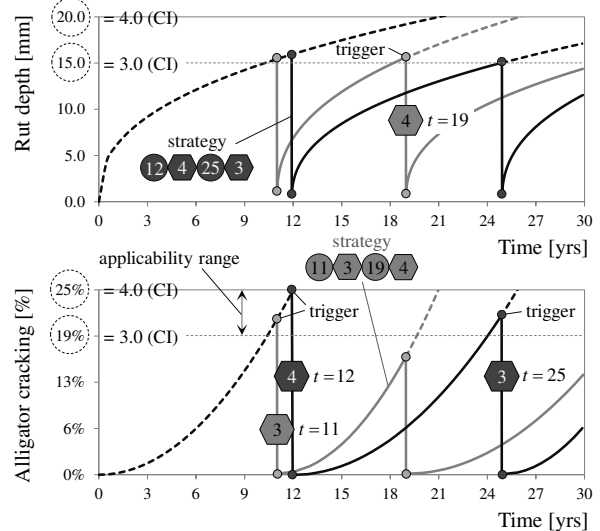 20.0 = 4.0 (CI)
15.0 = 3.0 (CI)
10.0
5.0
0.0
Rut depth [mm]
trigger
strategy
12 4 25 3
4 t = 19
0 3 6 9 12 15 18 21 24 27 30
Time [yrs]
strategy
11 3 19 4
applicability range
25% = 4.0 (CI)
19% = 3.0 (CI)
13%
6%
0%
Alligator cracking [%]
trigger
trigger
4 t = 12
3 t = 25
3 t = 11
0 3 6 9 12 15 18 21 24 27 30
Time [yrs]